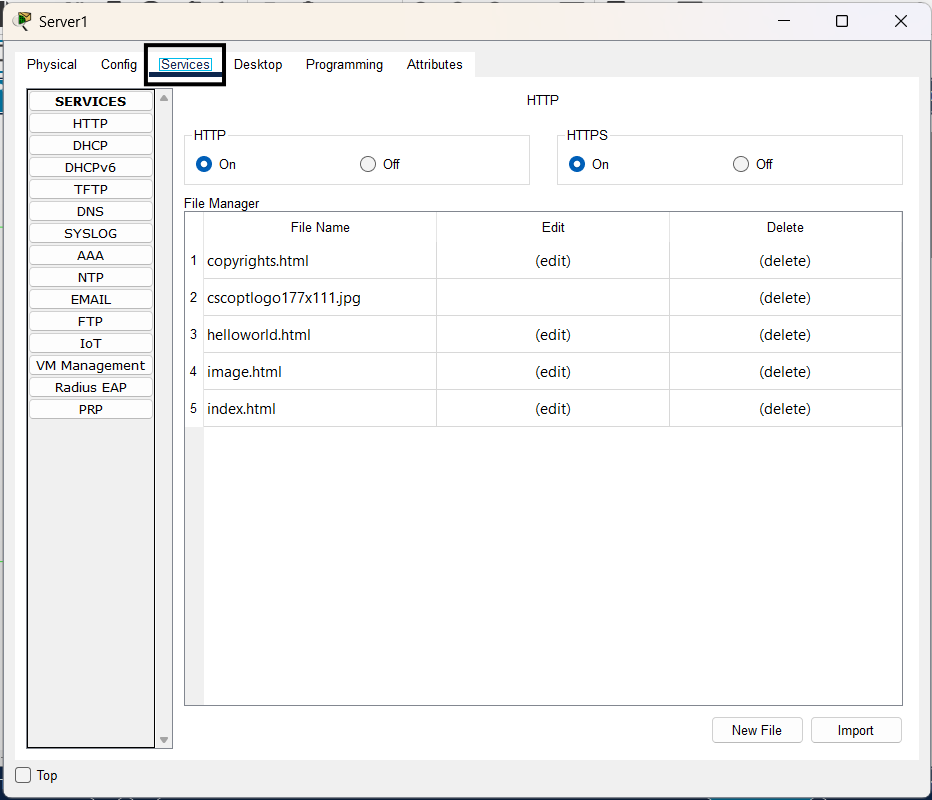 Server1
Physical Config Services Desktop Programming Attributes
SERVICES
HTTP
DHCP
DHCPv6
TFTP
DNS
SYSLOG
AAA
NTP
EMAIL
FTP
IoT
VM Management
Radius EAP
PRP
HTTP
HTTP
On Off
HTTPS
On Off
File Manager
File Name Edit Delete
1 copyrights.html (edit) (delete)
2 cscoptlogo177x111.jpg (delete)
3 helloworld.html (edit) (delete)
4 image.html (edit) (delete)
5 index.html (edit) (delete)
New File Import
Top